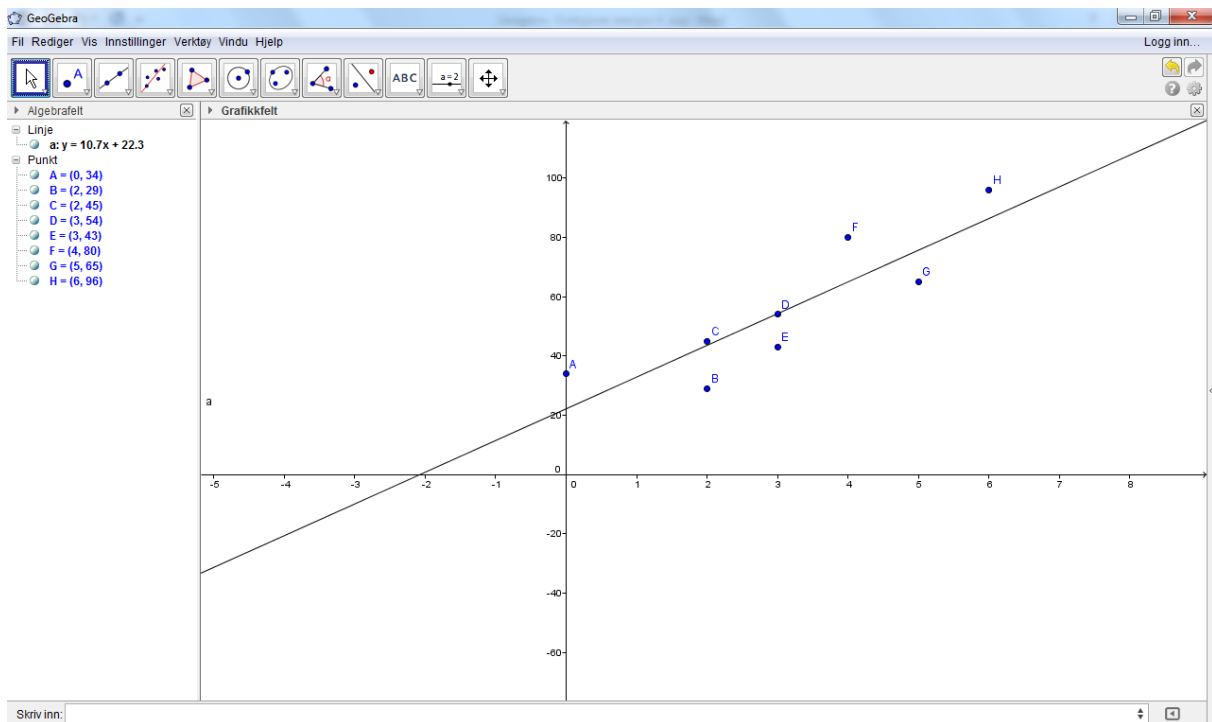 GeoGebra
Fil Rediger Vis Innstillinger Verktøy Vindu Hjelp
Logg inn...
A
α
ABC
a=2
Algebrafelt
Grafikkfelt
Linje
a: y = 10.7x + 22.3
Punkt
A = (0, 34)
B = (2, 29)
C = (2, 45)
D = (3, 54)
E = (3, 43)
F = (4, 80)
G = (5, 65)
H = (6, 96)
100
H
80
F
G
60
D
C
E
40
A
B
a
20
0
-5 -4 -3 -2 -1 0 1 2 3 4 5 6 7 8
-20
-40
-60
Skriv inn: